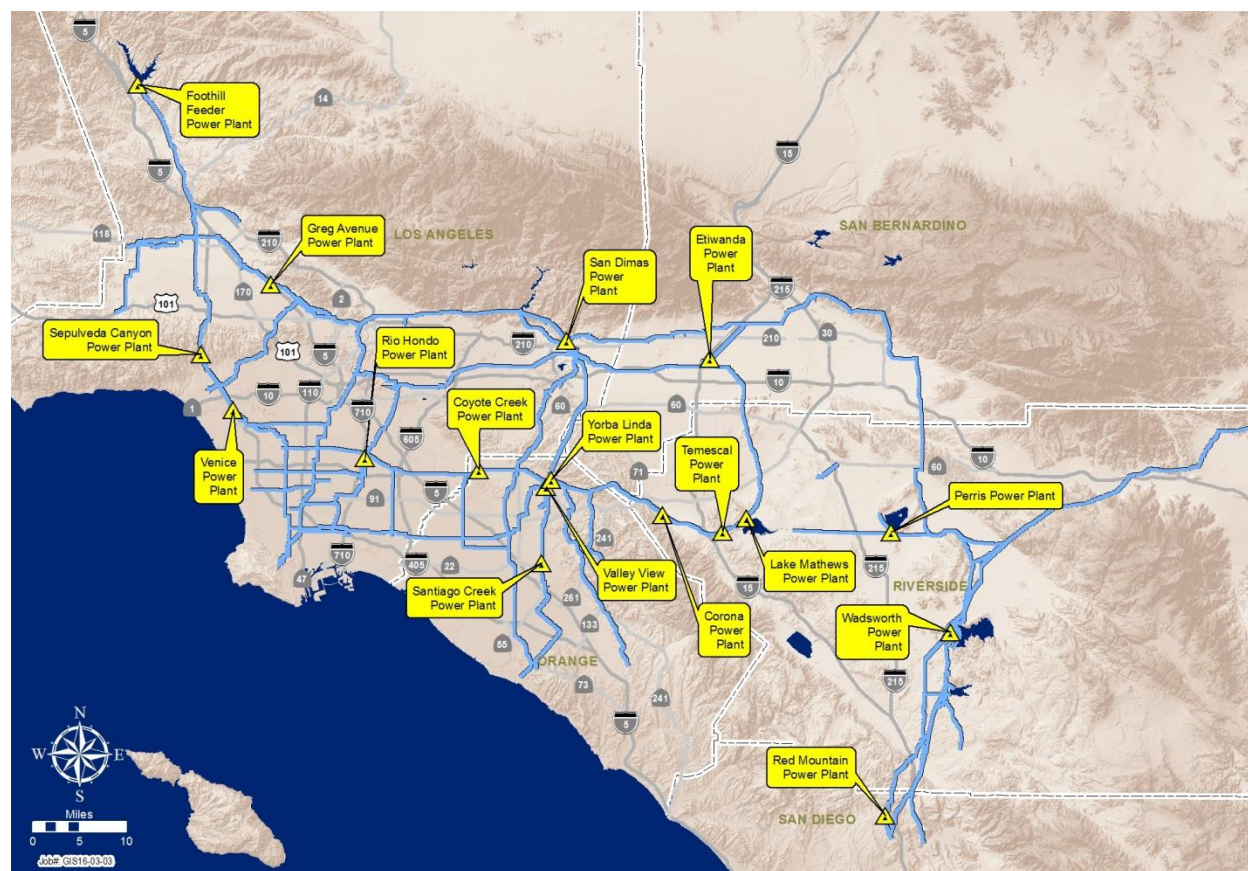 5
14
Foothill
Feeder
Power Plant
15
5
118
210
Greg Avenue
Power Plant
LOS ANGELES
SAN BERNARDINO
Etiwanda
Power
Plant
San Dimas
Power
Plant
215
170
2
101
30
210
210
Sepulveda Canyon
Power Plant
101
5
Rio Hondo
Power Plant
10
10
110
1
710
605
Coyote Creek
Power Plant
60
60
Yorba Linda
Power Plant
Venice
Power
Plant
71
Temescal
Power
Plant
60
10
91
5
Perris Power Plant
241
47
710
405
22
215
Lake Mathews
Power Plant
15
RIVERSIDE
Santiago Creek
Power Plant
261
Valley View
Power Plant
133
Corona
Power
Plant
Wadsworth
Power
Plant
55
ORANGE
73
241
215
5
N
W
E
S
Red Mountain
Power Plant
SAN DIEGO
Miles
0
5
10
Job#: GIS16-03-03